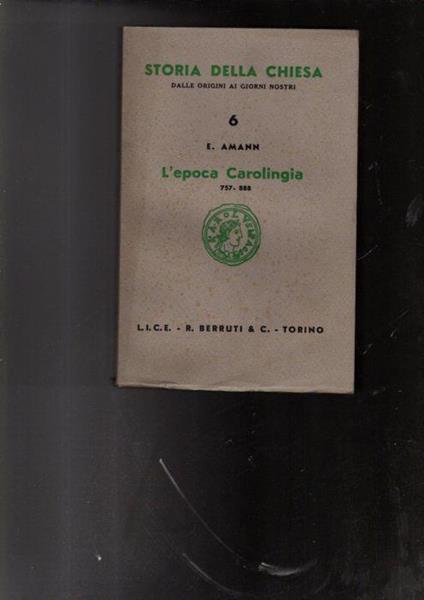 STORIA DELLA CHIESA
DALLE ORIGINI AI GIORNI NOSTRI
6
E. AMANN
L'epoca Carolingia
757- 888
L.I.C.E. - R. BERRUTI & C. - TORINO